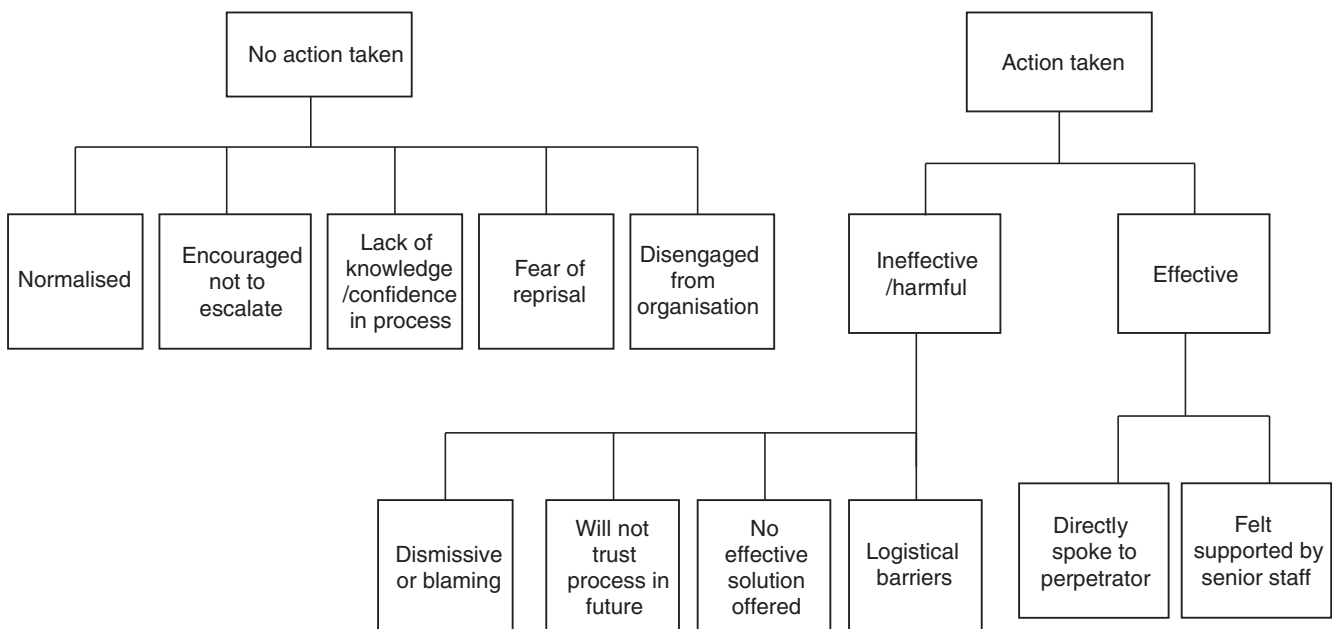 No action taken
Action taken
Normalised
Encouraged
not to
escalate
Lack of
knowledge
/confidence
in process
Fear of
reprisal
Disengaged
from
organisation
Ineffective
/harmful
Effective
Dismissive
or blaming
Will not
trust
process in
future
No
effective
solution
offered
Logistical
barriers
Directly
spoke to
perpetrator
Felt
supported by
senior staff